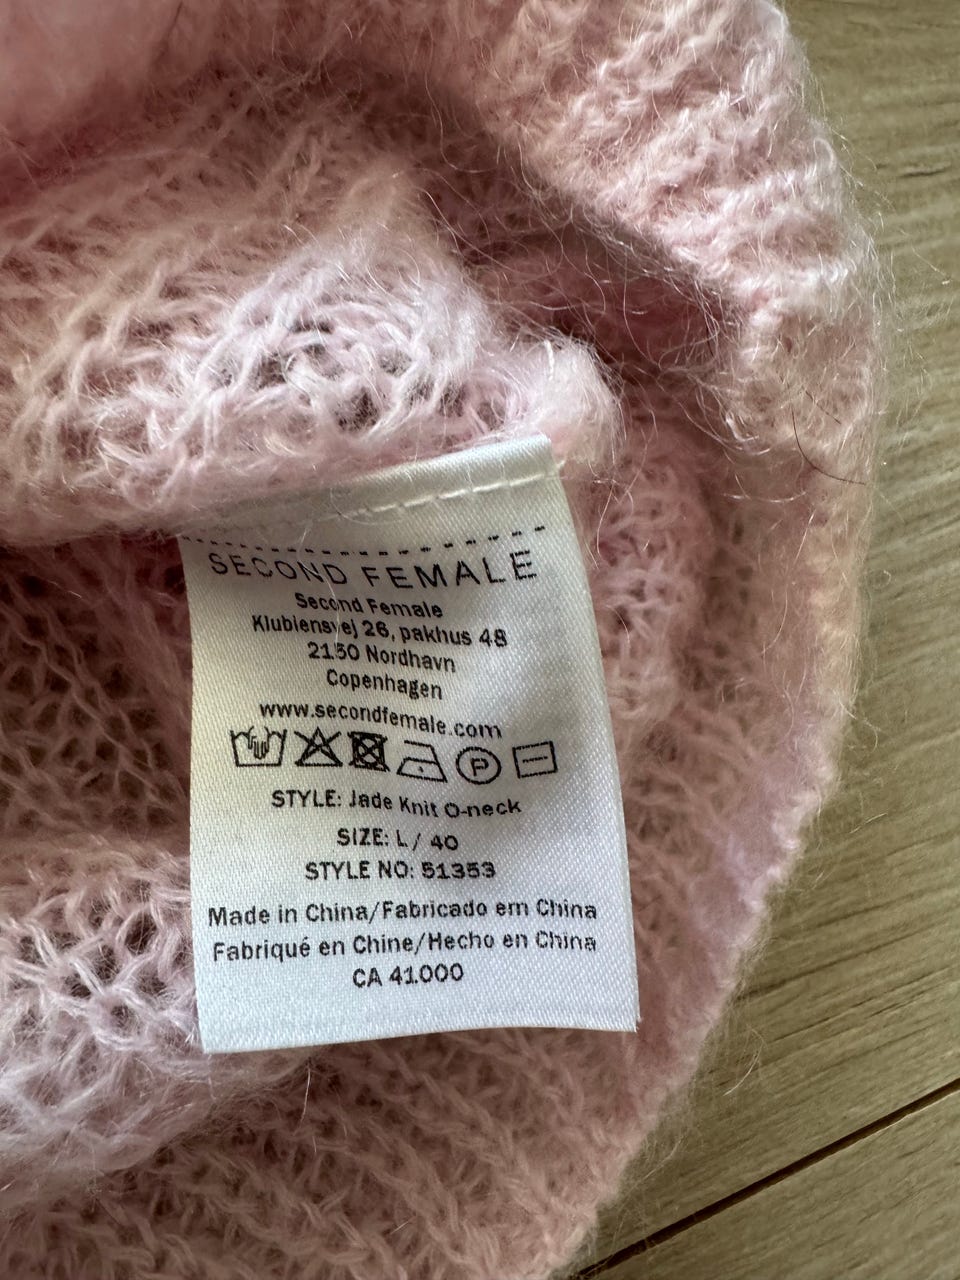 SECOND FEMALE
Second Female
Klubiensvej 26, pakhus 48
2150 Nordhavn
Copenhagen
www.secondfemale.com
P
STYLE: Jade Knit O-neck
SIZE: L / 40
STYLE NO: 51353
Made in China/Fabricado em China
Fabriqué en Chine/Hecho en China
CA 41.000